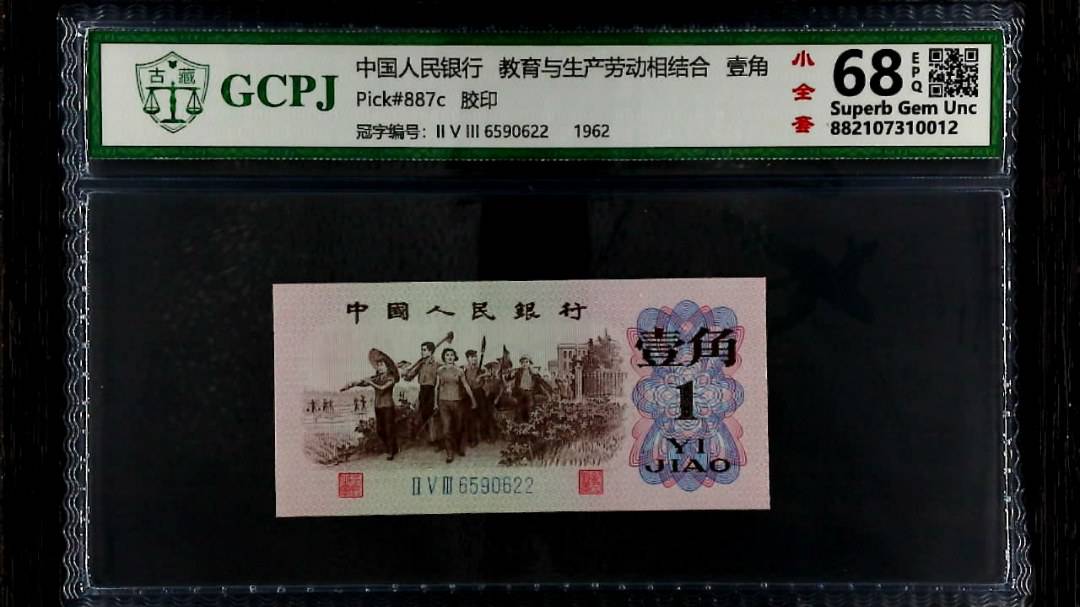 古藏
GCPJ
中国人民银行 教育与生产劳动相结合 壹角
Pick#887c 胶印
冠字编号：II V III 6590622 1962
小全套
68
EPQ
Superb Gem Unc
882107310012
中國人民銀行
壹角
1
YI
JIAO
II V III 6590622